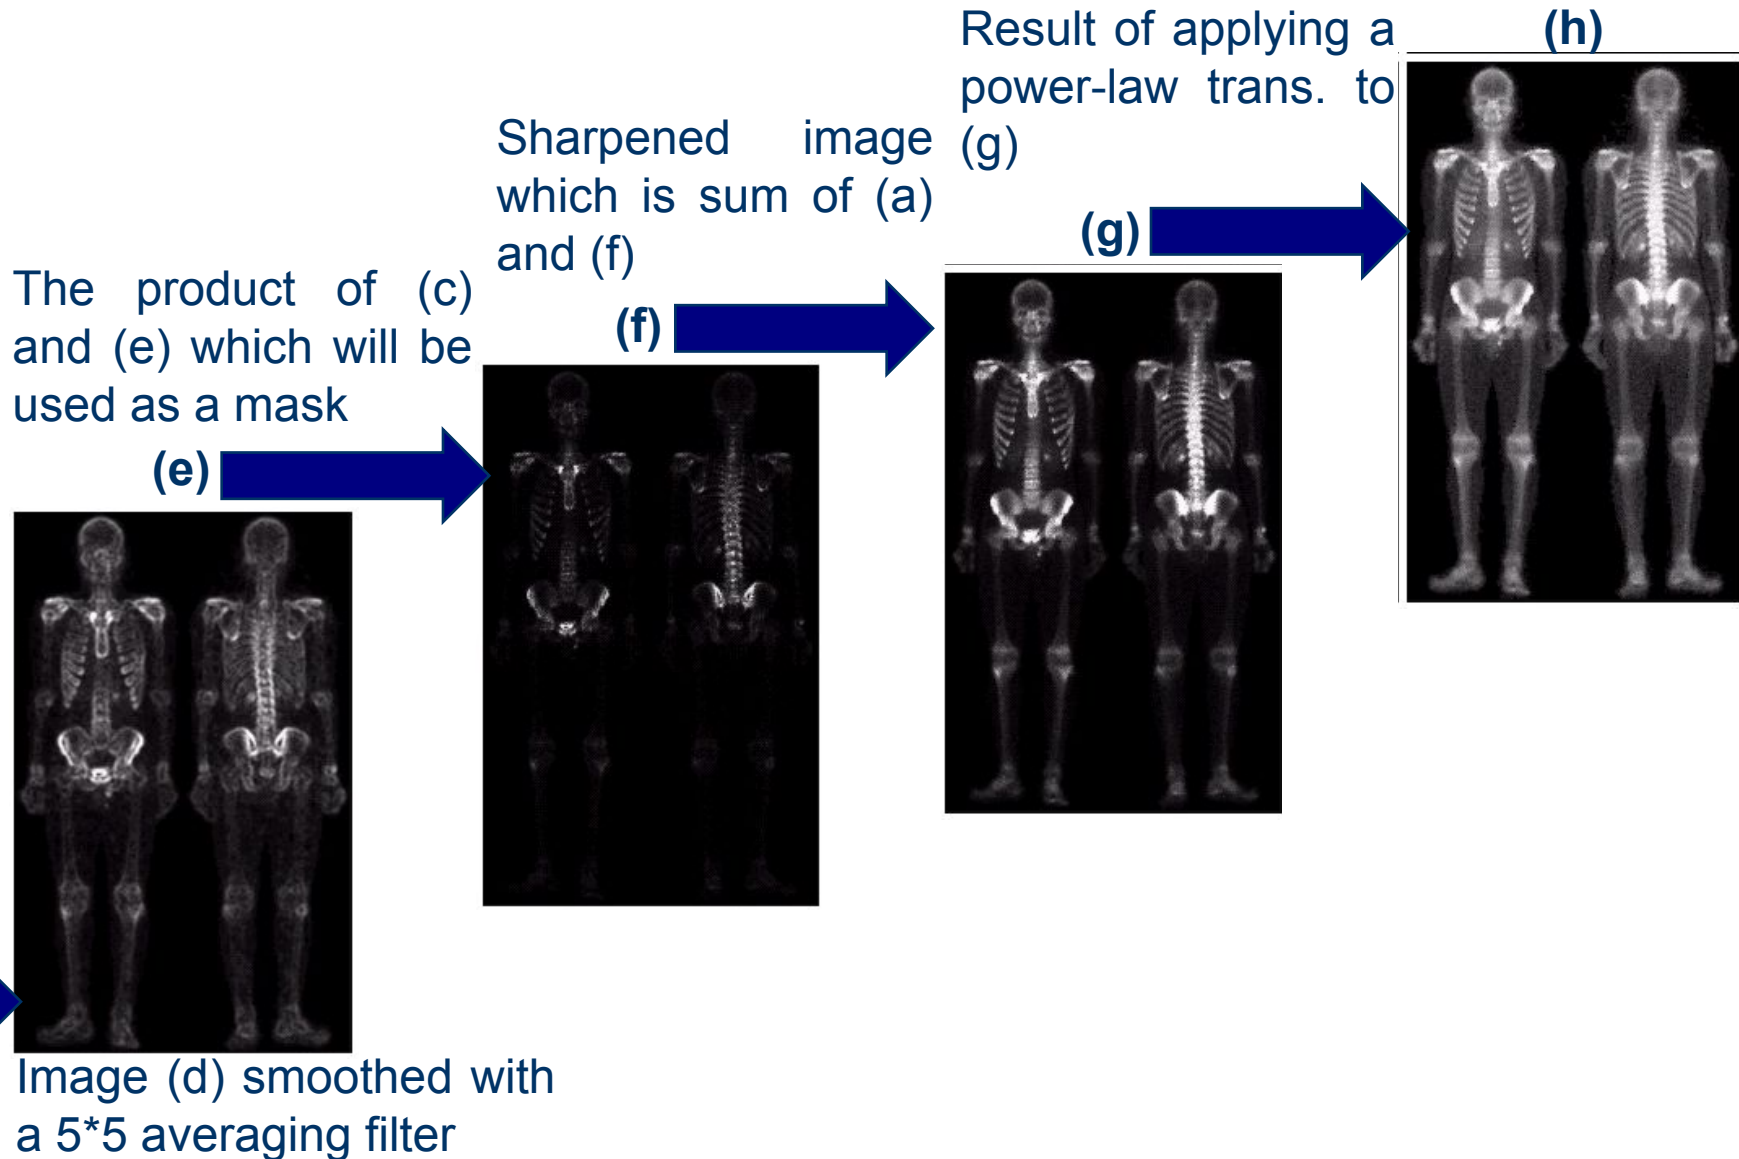 Result of applying a
power-law trans. to
(g)
(h)
Sharpened image
which is sum of (a)
and (f)
(g)
The product of (c)
and (e) which will be
used as a mask
(f)
(e)
Image (d) smoothed with
a 5*5 averaging filter